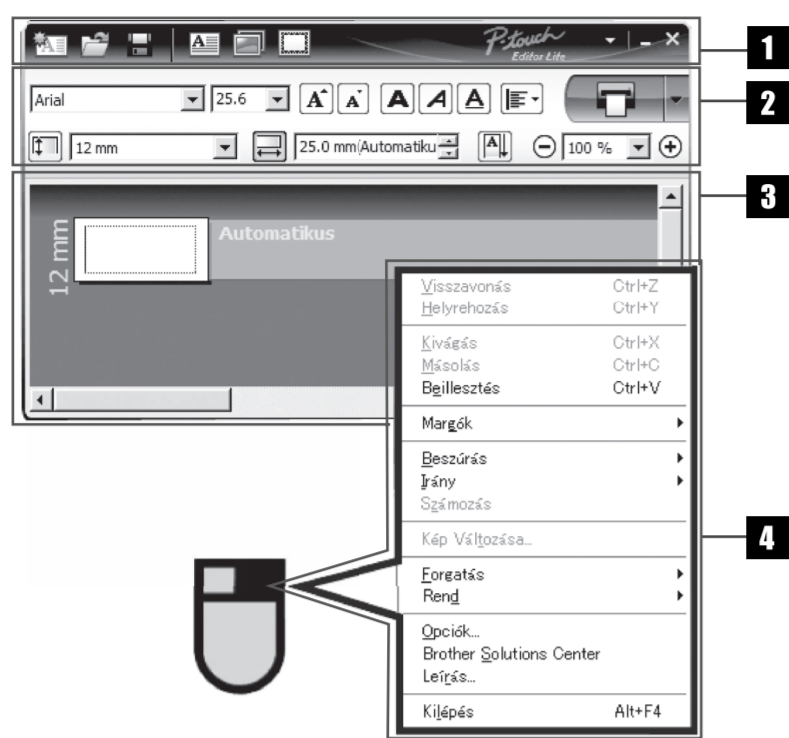 P-touch
Editor Lite
1
Arial 25.6 A A A A A
2
12 mm 25.0 mm(Automatiku A 100 %
3
12 mm
Automatikus
Visszavonás Ctrl+Z
Helyrehozás Ctrl+Y
Kivágás Ctrl+X
Másolás Ctrl+C
Beillesztés Ctrl+V
Margók
Beszúrás
Irány
Számozás
4
Kép Változása...
Forgatás
Rend
Opciók...
Brother Solutions Center
Leírás...
Kilépés Alt+F4